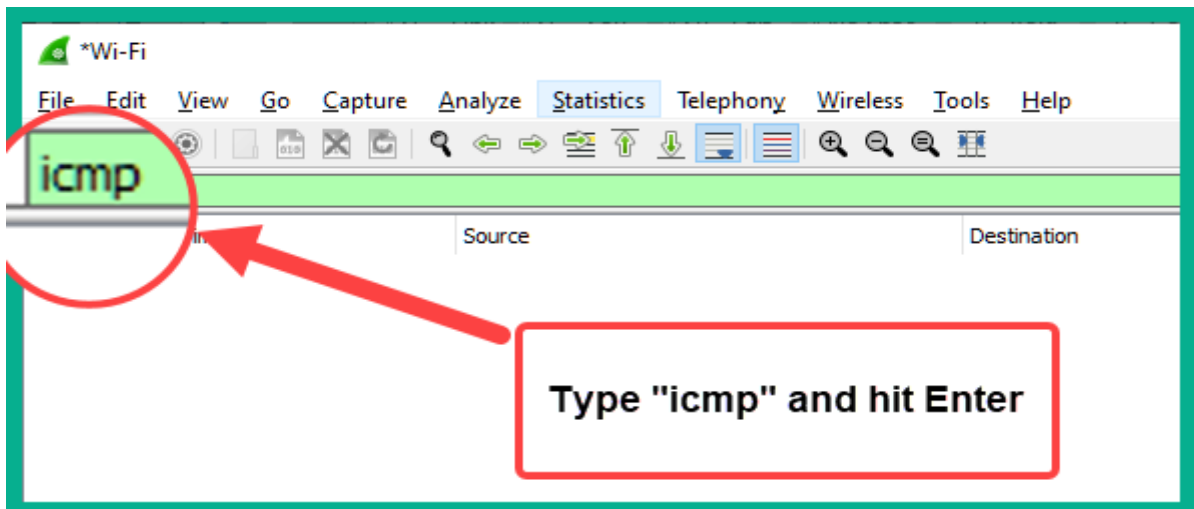 *Wi-Fi
File Edit View Go Capture Analyze Statistics Telephony Wireless Tools Help
icmp
Source Destination
Type "icmp" and hit Enter